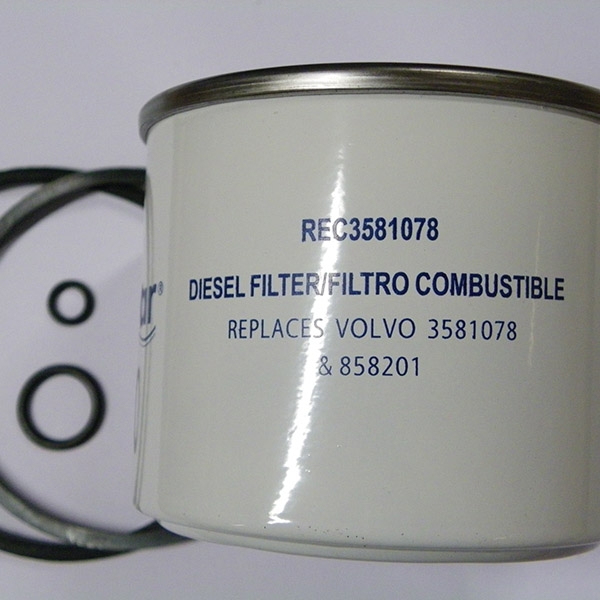 REC3581078
DIESEL FILTER/FILTRO COMBUSTIBLE
REPLACES VOLVO 3581078
& 858201